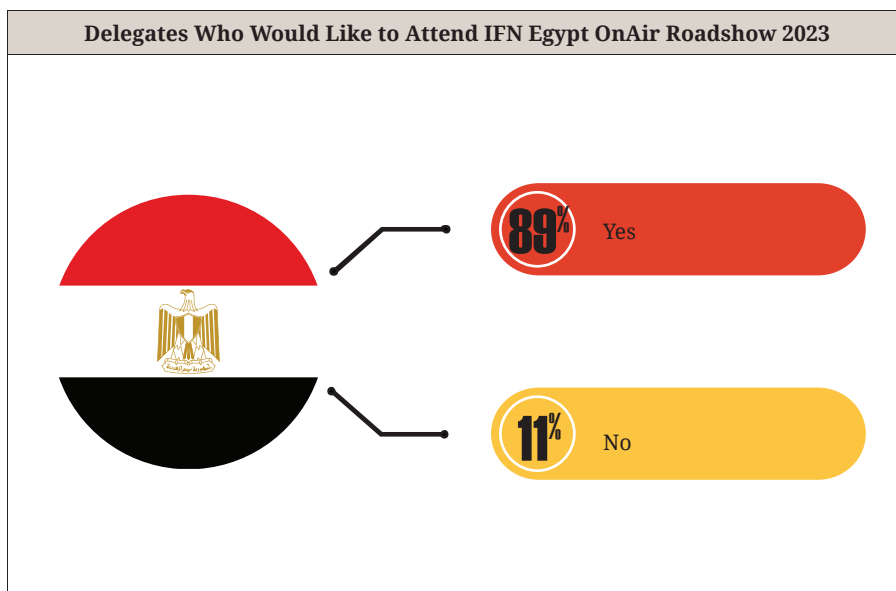 Delegates Who Would Like to Attend IFN Egypt OnAir Roadshow 2023
89% Yes
11% No